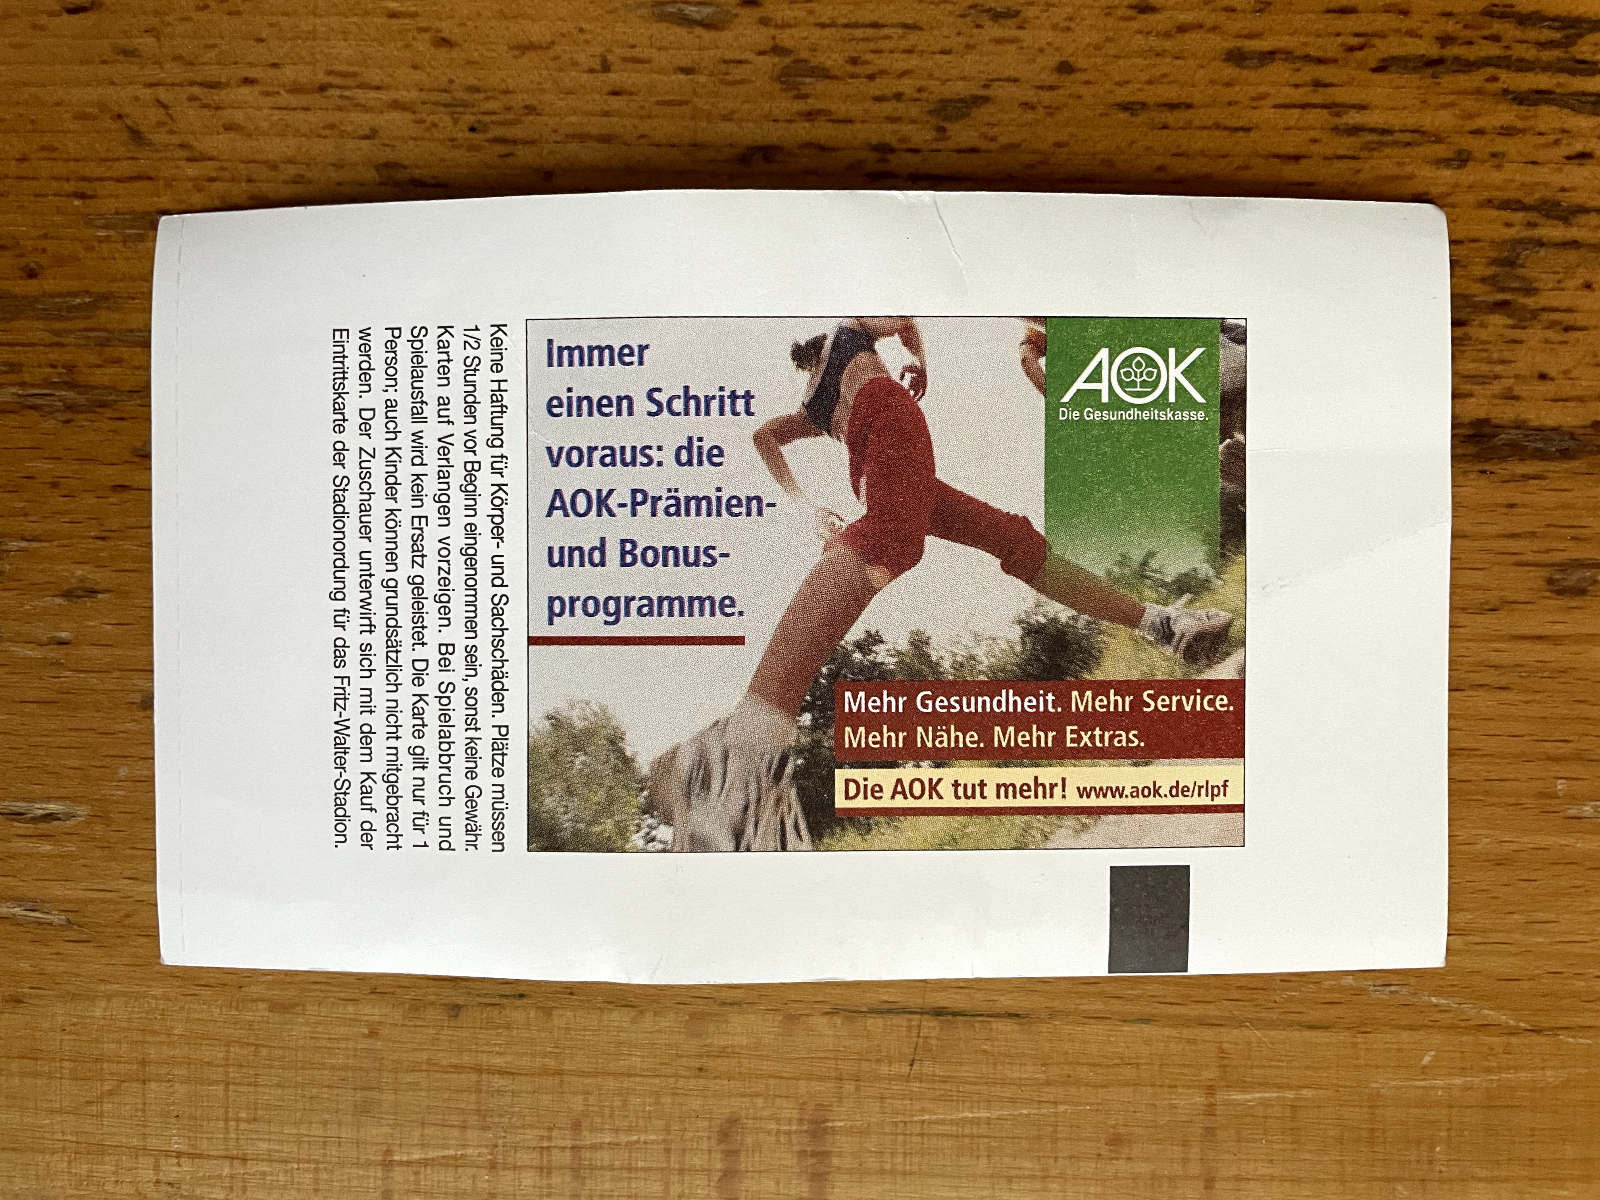 Immer
einen Schritt
voraus: die
AOK-Prämien-
und Bonus-
programme.
AOK
Die Gesundheitskasse.
Mehr Gesundheit. Mehr Service.
Mehr Nähe. Mehr Extras.
Die AOK tut mehr! www.aok.de/rlpf
Keine Haftung für Körper- und Sachschäden. Plätze müssen
1/2 Stunden vor Beginn eingenommen sein, sonst keine Gewähr.
Karten auf Verlangen vorzeigen. Bei Spielabbruch und
Spielausfall wird kein Ersatz geleistet. Die Karte gilt nur für 1
Person; auch Kinder können grundsätzlich nicht mitgebracht
werden. Der Zuschauer unterwirft sich mit dem Kauf der
Eintrittskarte der Stadionordung für das Fritz-Walter-Stadion.